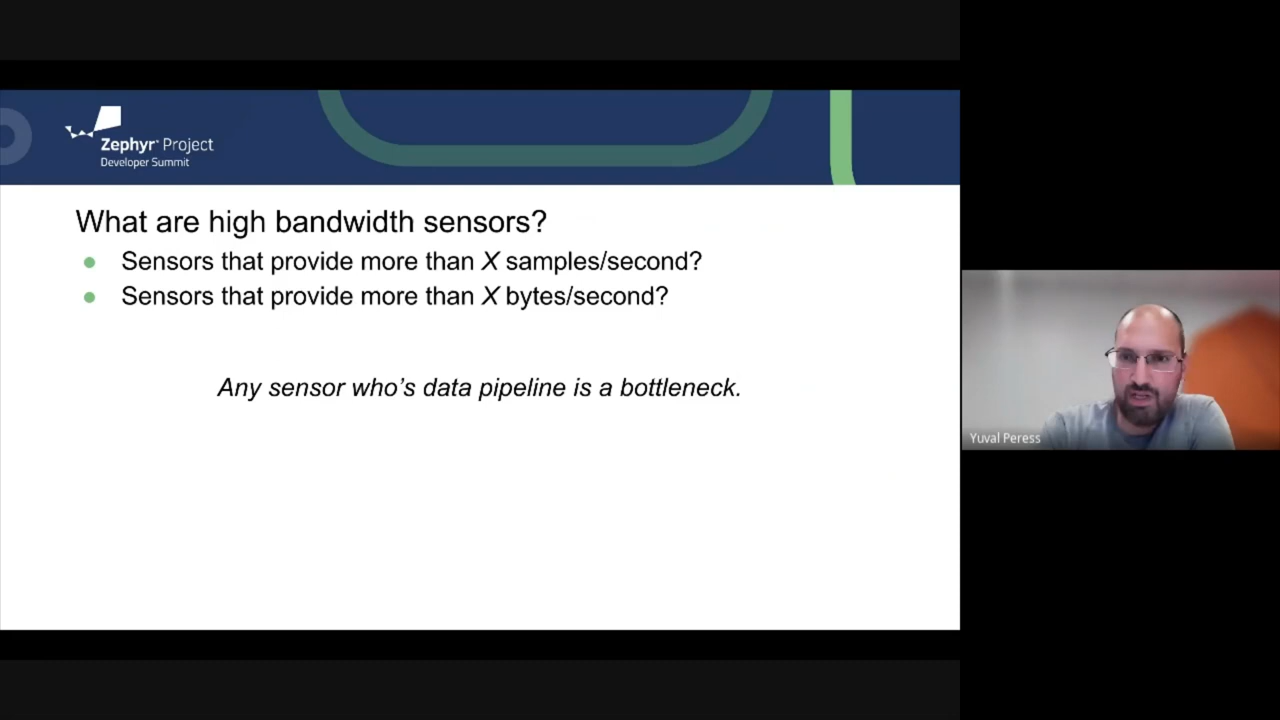 Zephyr® Project
Developer Summit
What are high bandwidth sensors?
Sensors that provide more than X samples/second?
Sensors that provide more than X bytes/second?
Any sensor who's data pipeline is a bottleneck.
Yuval Peress